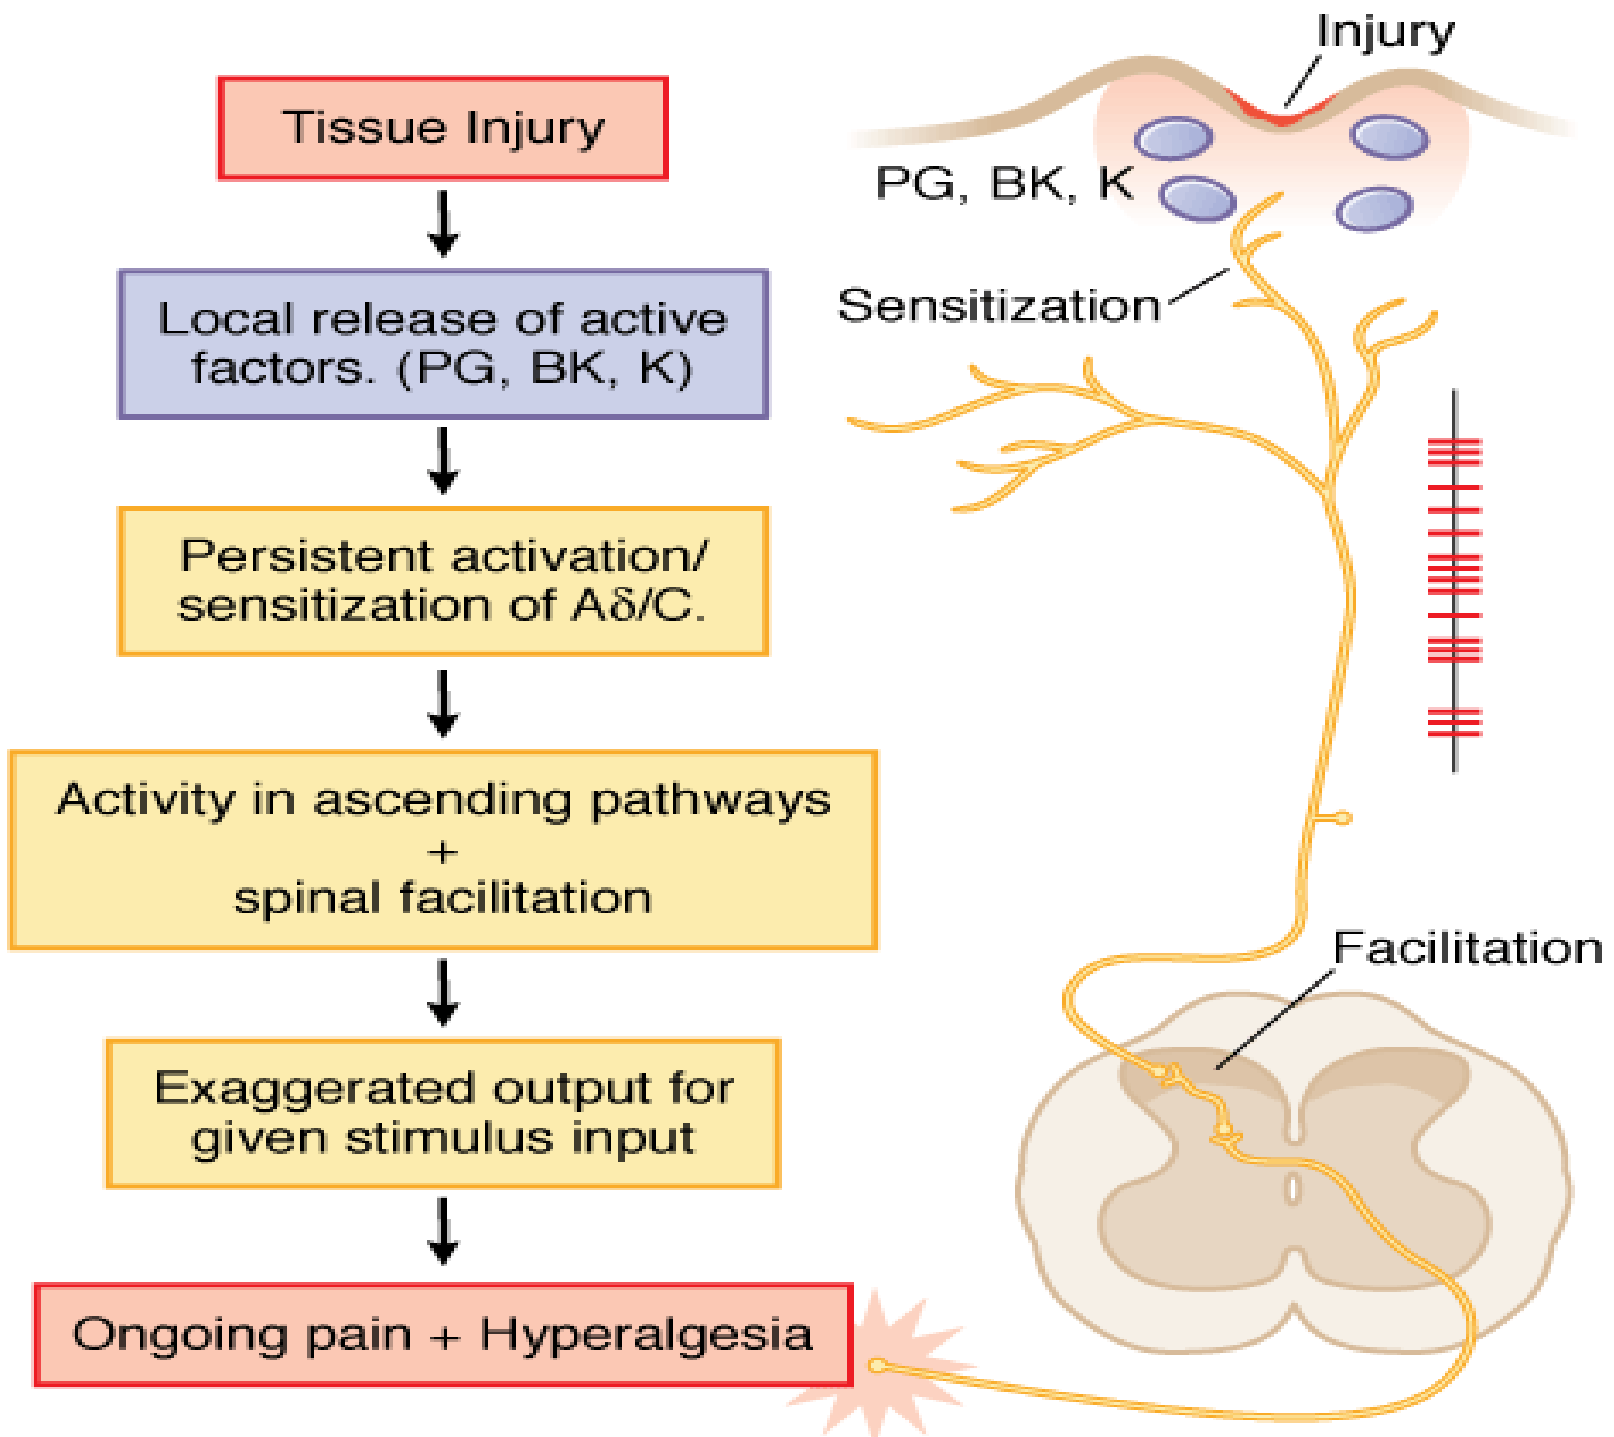 Tissue Injury
Local release of active
factors. (PG, BK, K)
Persistent activation/
sensitization of Aδ/C.
Activity in ascending pathways
+
spinal facilitation
Exaggerated output for
given stimulus input
Ongoing pain + Hyperalgesia
Injury
PG, BK, K
Sensitization
Facilitation